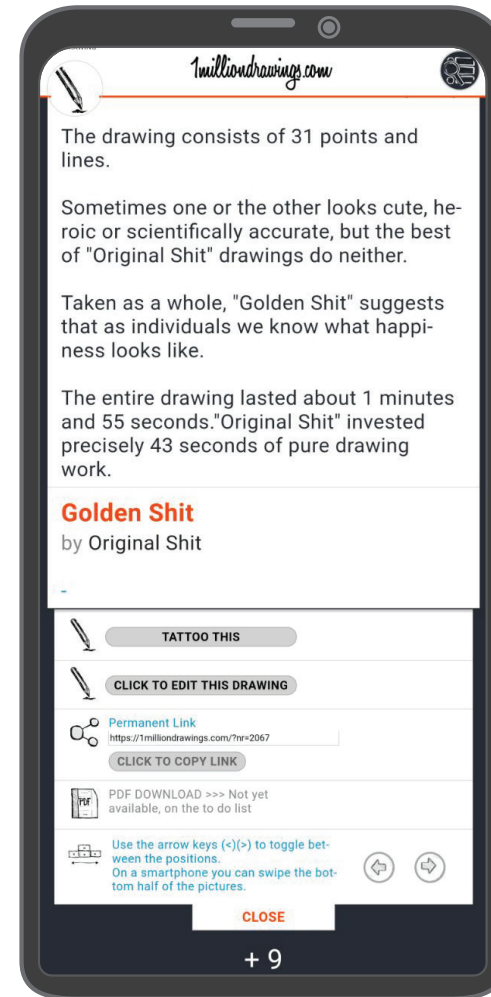 1milliondrawings.com
The drawing consists of 31 points and
lines.
Sometimes one or the other looks cute, he-
roic or scientifically accurate, but the best
of "Original Shit" drawings do neither.
Taken as a whole, "Golden Shit" suggests
that as individuals we know what happi-
ness looks like.
The entire drawing lasted about 1 minutes
and 55 seconds."Original Shit" invested
precisely 43 seconds of pure drawing
work.
Golden Shit
by Original Shit
-
TATTOO THIS
CLICK TO EDIT THIS DRAWING
Permanent Link
https://1milliondrawings.com/?nr=2067
CLICK TO COPY LINK
PDF
PDF DOWNLOAD >>> Not yet
available, on the to do list
Use the arrow keys (<)(>) to toggle bet-
ween the positions.
On a smartphone you can swipe the bot-
tom half of the pictures.
CLOSE
+ 9